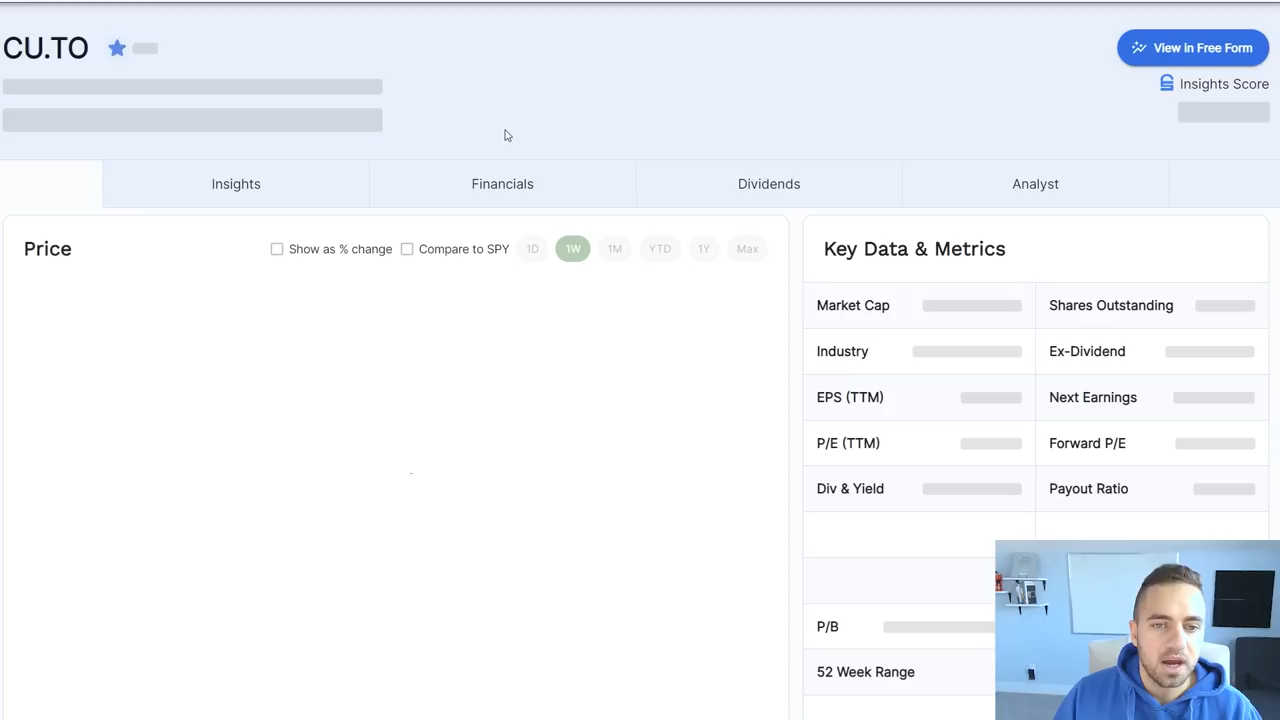 CU.TO
View in Free Form
Insights Score
Insights
Financials
Dividends
Analyst
Price
Show as % change
Compare to SPY
1D
1W
1M
YTD
1Y
Max
Key Data & Metrics
Market Cap
Shares Outstanding
Industry
Ex-Dividend
EPS (TTM)
Next Earnings
P/E (TTM)
Forward P/E
Div & Yield
Payout Ratio
P/B
52 Week Range